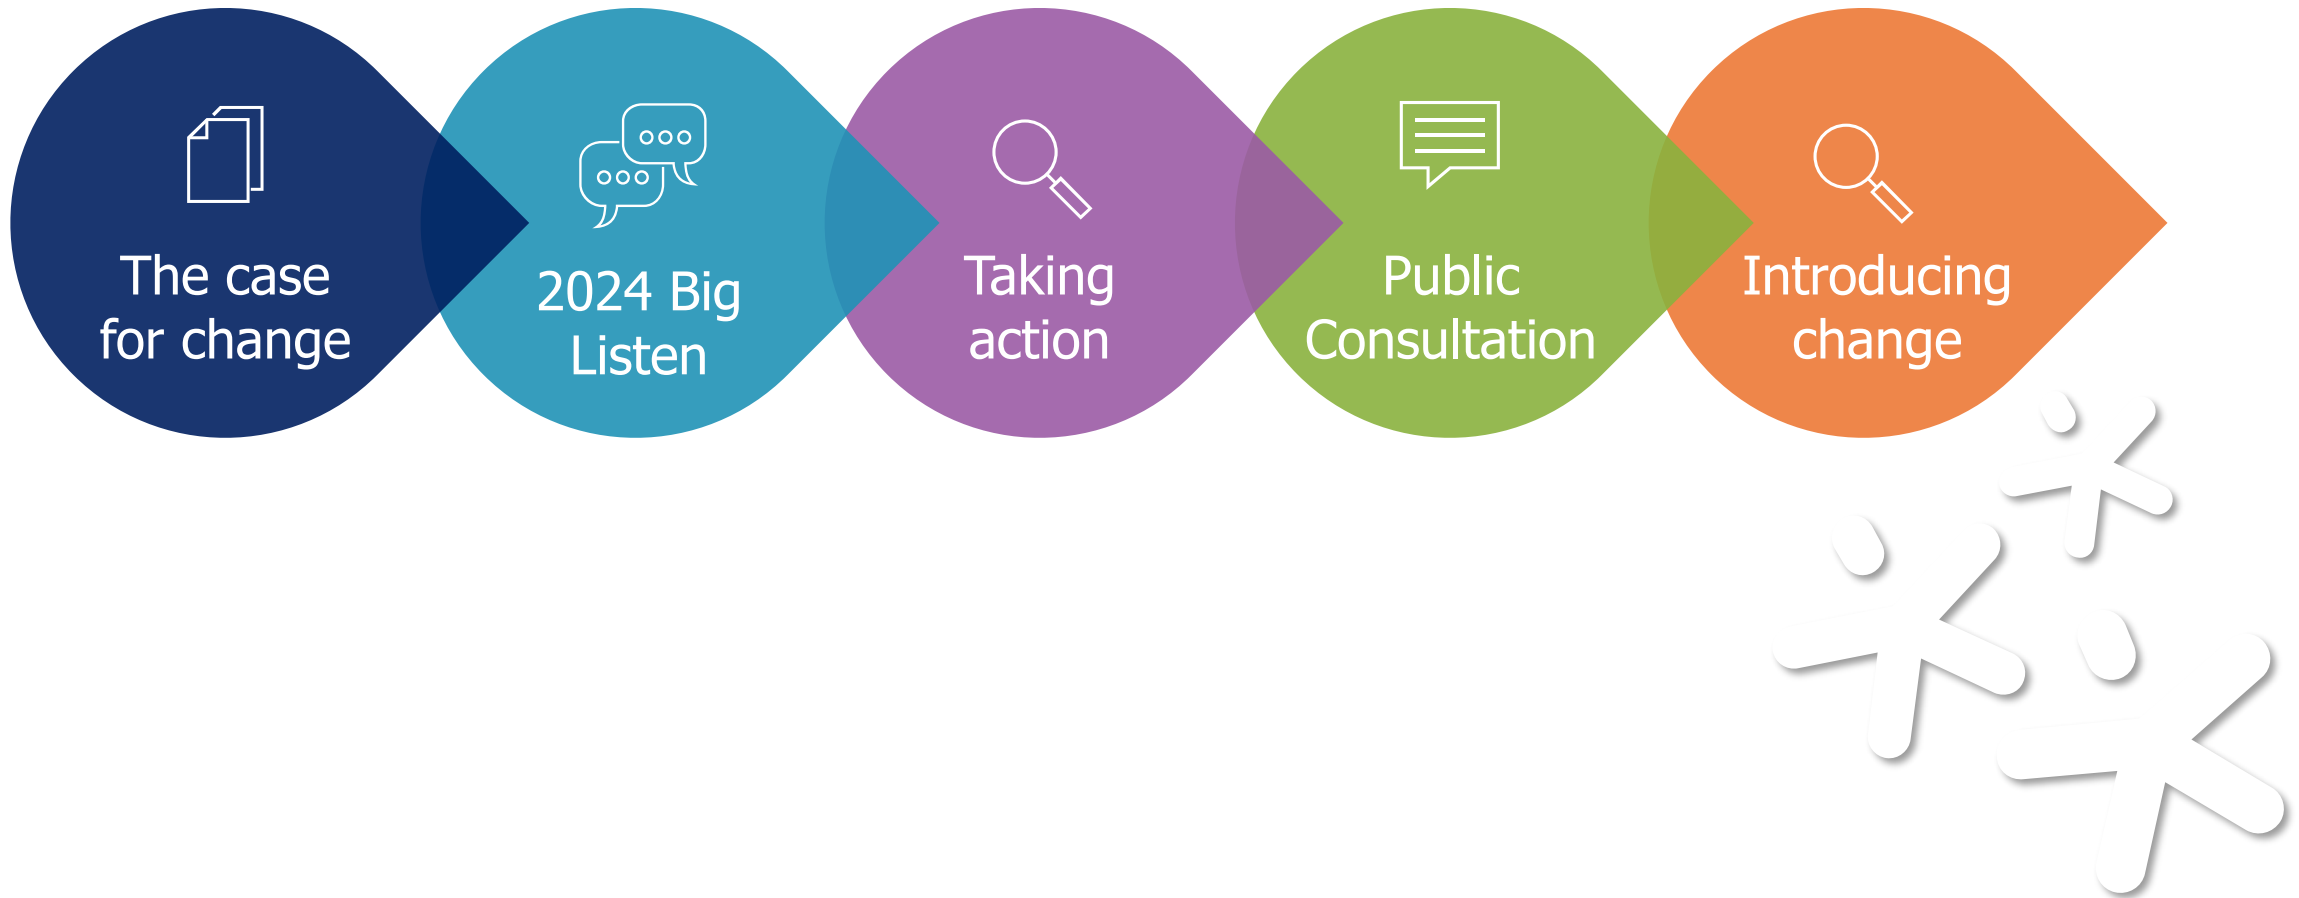 The case
for change
2024 Big
Listen
Taking
action
Public
Consultation
Introducing
change